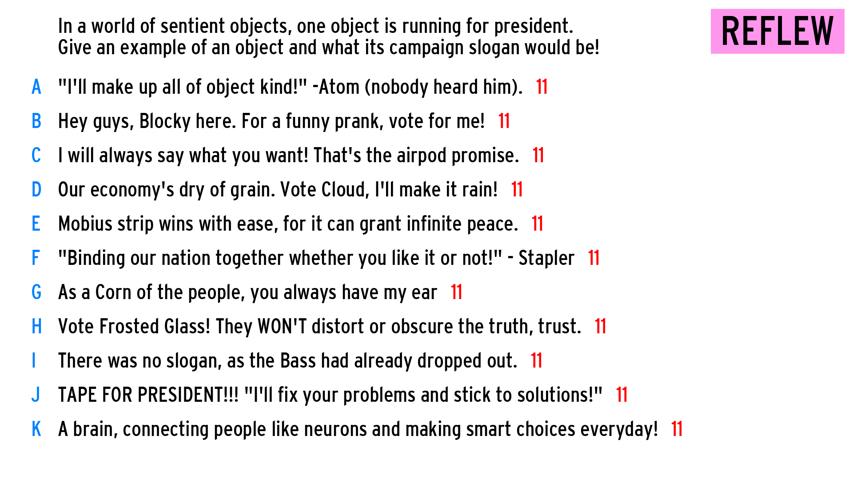 In a world of sentient objects, one object is running for president.
Give an example of an object and what its campaign slogan would be!
REFLEW
A "I'll make up all of object kind!" -Atom (nobody heard him). 11
B Hey guys, Blocky here. For a funny prank, vote for me! 11
C I will always say what you want! That's the airpod promise. 11
D Our economy's dry of grain. Vote Cloud, I'll make it rain! 11
E Mobius strip wins with ease, for it can grant infinite peace. 11
F "Binding our nation together whether you like it or not!" - Stapler 11
G As a Corn of the people, you always have my ear 11
H Vote Frosted Glass! They WON'T distort or obscure the truth, trust. 11
I There was no slogan, as the Bass had already dropped out. 11
J TAPE FOR PRESIDENT!!! "I'll fix your problems and stick to solutions!" 11
K A brain, connecting people like neurons and making smart choices everyday! 11